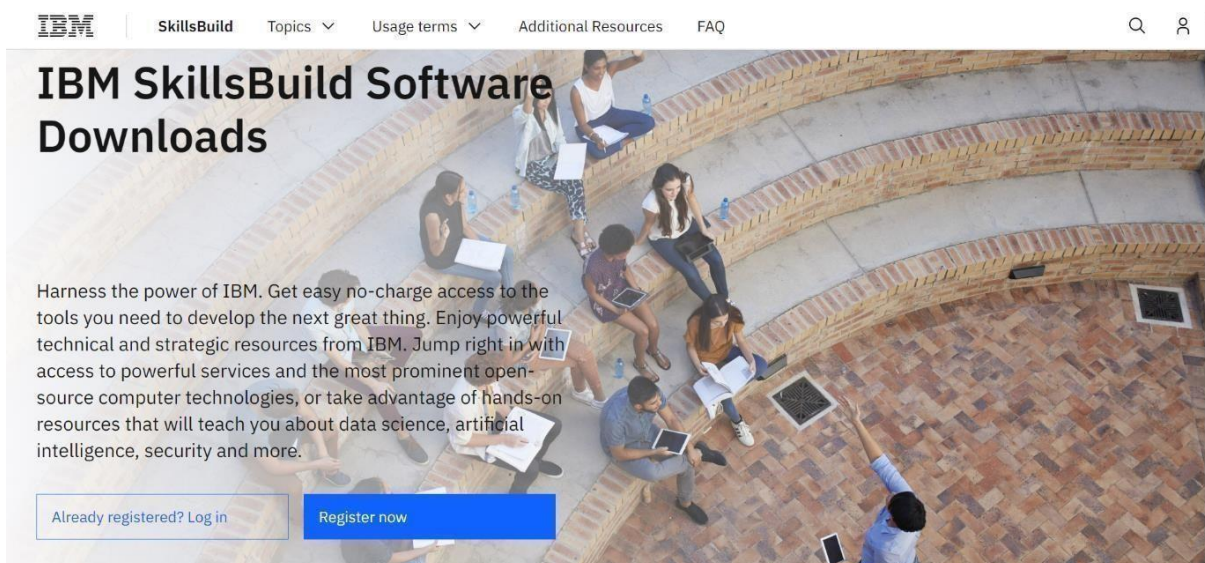 IBM
SkillsBuild
Topics
Usage terms
Additional Resources
FAQ
IBM SkillsBuild Software
Downloads
Harness the power of IBM. Get easy no-charge access to the
tools you need to develop the next great thing. Enjoy powerful
technical and strategic resources from IBM. Jump right in with
access to powerful services and the most prominent open-
source computer technologies, or take advantage of hands-on
resources that will teach you about data science, artificial
intelligence, security and more.
Already registered? Log in
Register now